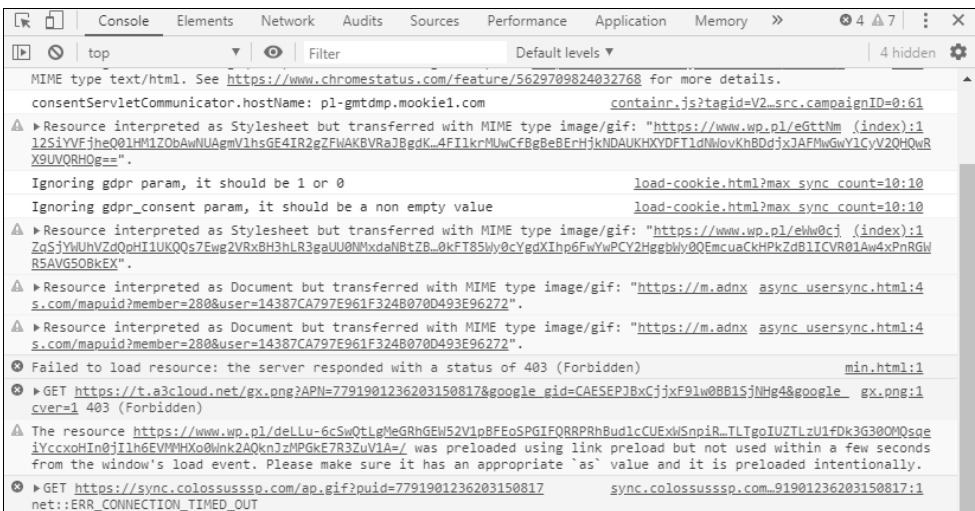 Console Elements Network Audits Sources Performance Application Memory » 4 7
top Filter Default levels 4 hidden
MIME type text/html. See https://www.chromestatus.com/feature/5629709824032768 for more details.
consentServletCommunicator.hostName: pl-gmtdmp.mookie1.com containr.js?tagid=V2…src.campaignID=0:61
Resource interpreted as Stylesheet but transferred with MIME type image/gif: "https://www.wp.pl/eGttNm (index):1
l2SiYVFjheQ0lHM1ZObAwNUAgmVlhsGE4IR2gZFWAKBVRaJBgdK…4FIlkrMUwCfBgBeBErHjkNDAUKHXYDFTldNWovKhBDdjxJAFMwGwYlCyV2QHQwR
X9UVQRHOg==".
Ignoring gdpr param, it should be 1 or 0 load-cookie.html?max_sync_count=10:10
Ignoring gdpr_consent param, it should be a non empty value load-cookie.html?max_sync_count=10:10
Resource interpreted as Stylesheet but transferred with MIME type image/gif: "https://www.wp.pl/eWw0cj (index):1
ZqSjYWUhVZdQpHI1UKQQs7Ewg2VRxBH3hLR3gaUU0NMxdaNBtZB…0kFT85Wy0cYgdXIhp6FwYwPCY2HggbWy0QEmcuaCkHPkZdBlICVR01Aw4xPnRGW
R5AVG5OBkEX".
Resource interpreted as Document but transferred with MIME type image/gif: "https://m.adnx async_usersync.html:4
s.com/mapuid?member=280&user=14387CA797E961F324B070D493E96272".
Resource interpreted as Document but transferred with MIME type image/gif: "https://m.adnx async_usersync.html:4
s.com/mapuid?member=280&user=14387CA797E961F324B070D493E96272".
Failed to load resource: the server responded with a status of 403 (Forbidden) min.html:1
GET https://t.a3cloud.net/gx.png?APN=7791901236203150817&google_gid=CAESEPJBxCjjxF9lw0BB1SjNHg4&google_ gx.png:1
cver=1 403 (Forbidden)
The resource https://www.wp.pl/deLLu-6cSwQtLgMeGRhGEW52V1pBFEoSPGIFQRRPRhBudlcCUExWSnpiR…TLTgoIUZTLzU1fDk3G30OMQsqe
iYccxoHIn0jIlh6EVMMHXo0Wnk2AQknJzMPGkE7R3ZuV1A=/ was preloaded using link preload but not used within a few seconds
from the window's load event. Please make sure it has an appropriate `as` value and it is preloaded intentionally.
GET https://sync.colossusssp.com/ap.gif?puid=7791901236203150817 sync.colossusssp.com…91901236203150817:1
net::ERR_CONNECTION_TIMED_OUT